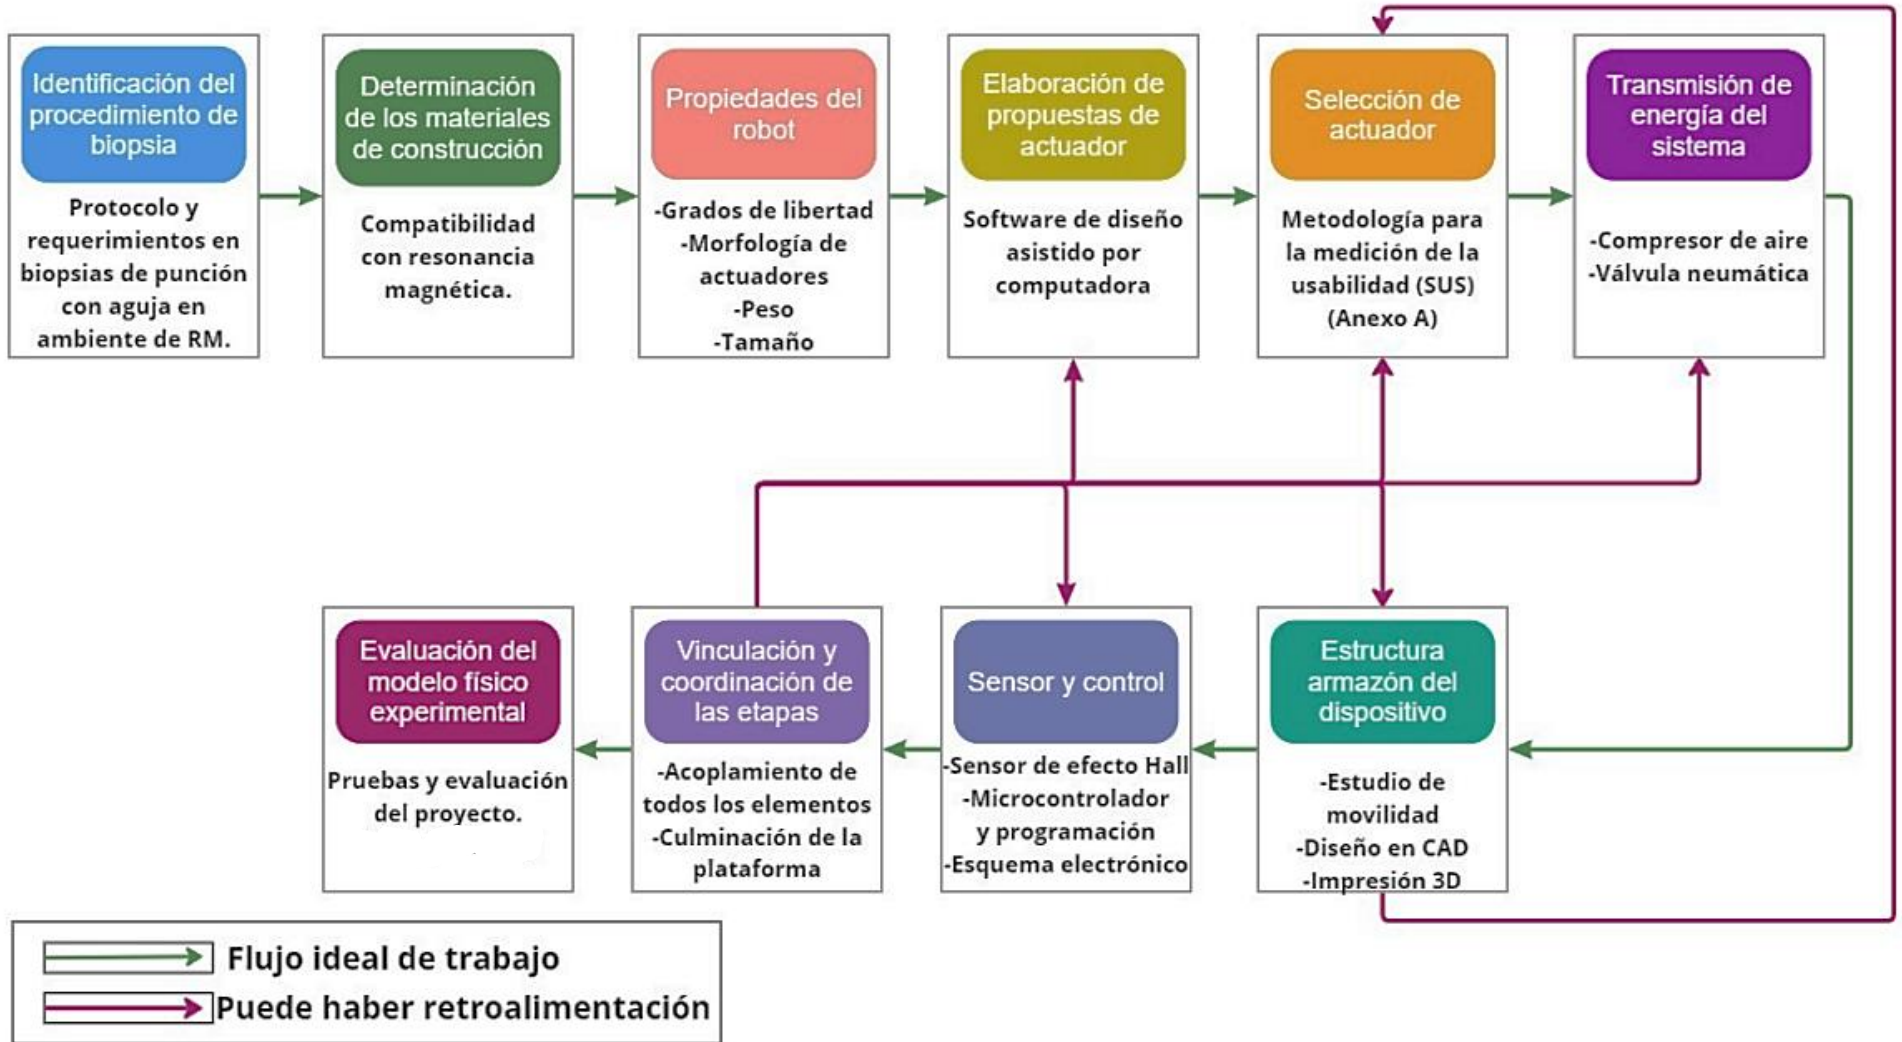 Identificación del
procedimiento de
biopsia
Protocolo y
requerimientos en
biopsias de punción
con aguja en
ambiente de RM.
Determinación
de los materiales
de construcción
Compatibilidad
con resonancia
magnética.
Propiedades del
robot
-Grados de libertad
-Morfología de
actuadores
-Peso
-Tamaño
Elaboración de
propuestas de
actuador
Software de diseño
asistido por
computadora
Selección de
actuador
Metodología para
la medición de la
usabilidad (SUS)
(Anexo A)
Transmisión de
energía del
sistema
-Compresor de aire
-Válvula neumática
Evaluación del
modelo físico
experimental
Pruebas y evaluación
del proyecto.
Vinculación y
coordinación de
las etapas
-Acoplamiento de
todos los elementos
-Culminación de la
plataforma
Sensor y control
-Sensor de efecto Hall
-Microcontrolador
y programación
-Esquema electrónico
Estructura
armazón del
dispositivo
-Estudio de
movilidad
-Diseño en CAD
-Impresión 3D
Flujo ideal de trabajo
Puede haber retroalimentación